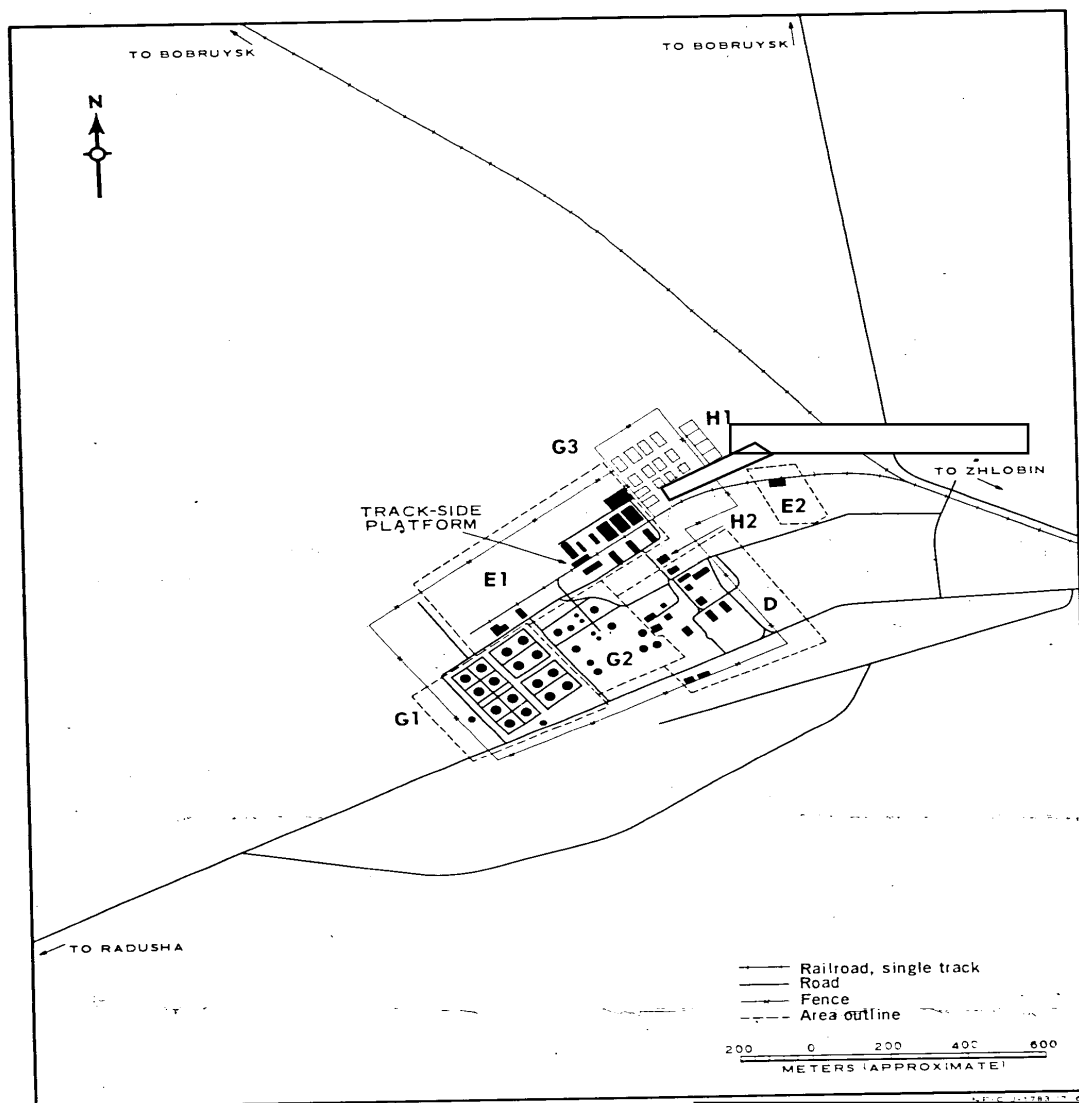 TO BOBRUYSK
TO BOBRUYSK
N
H1
G3
TO ZHLOBIN
E2
TRACK-SIDE
PLATFORM
H2
E1
D
G2
G1
TO RADUSHA
Railroad, single track
Road
Fence
Area outline
200 0 200 400 600
METERS (APPROXIMATE)